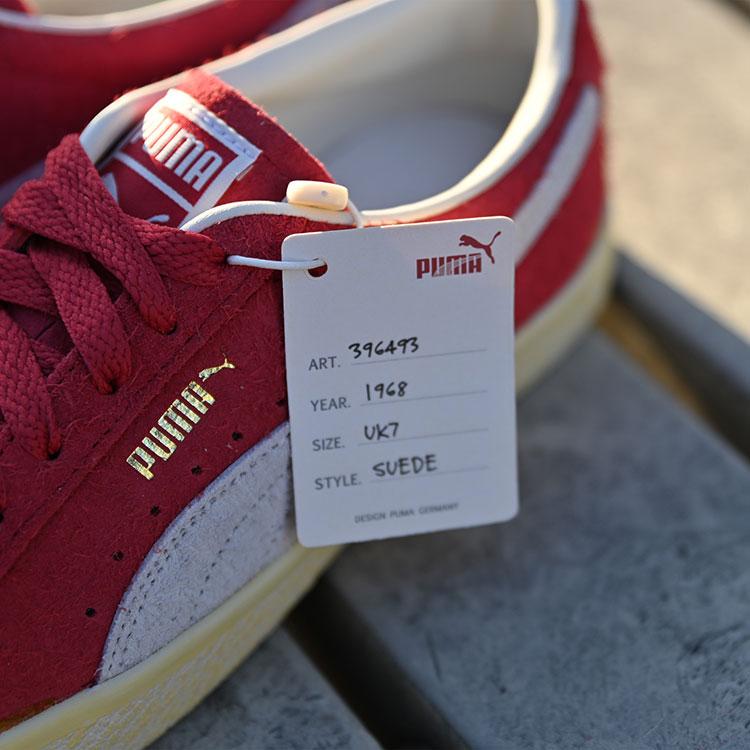 PUMA
PUMA
PUMA
ART. 396493
YEAR. 1968
SIZE. UK7
STYLE. SUEDE
DESIGN PUMA GERMANY